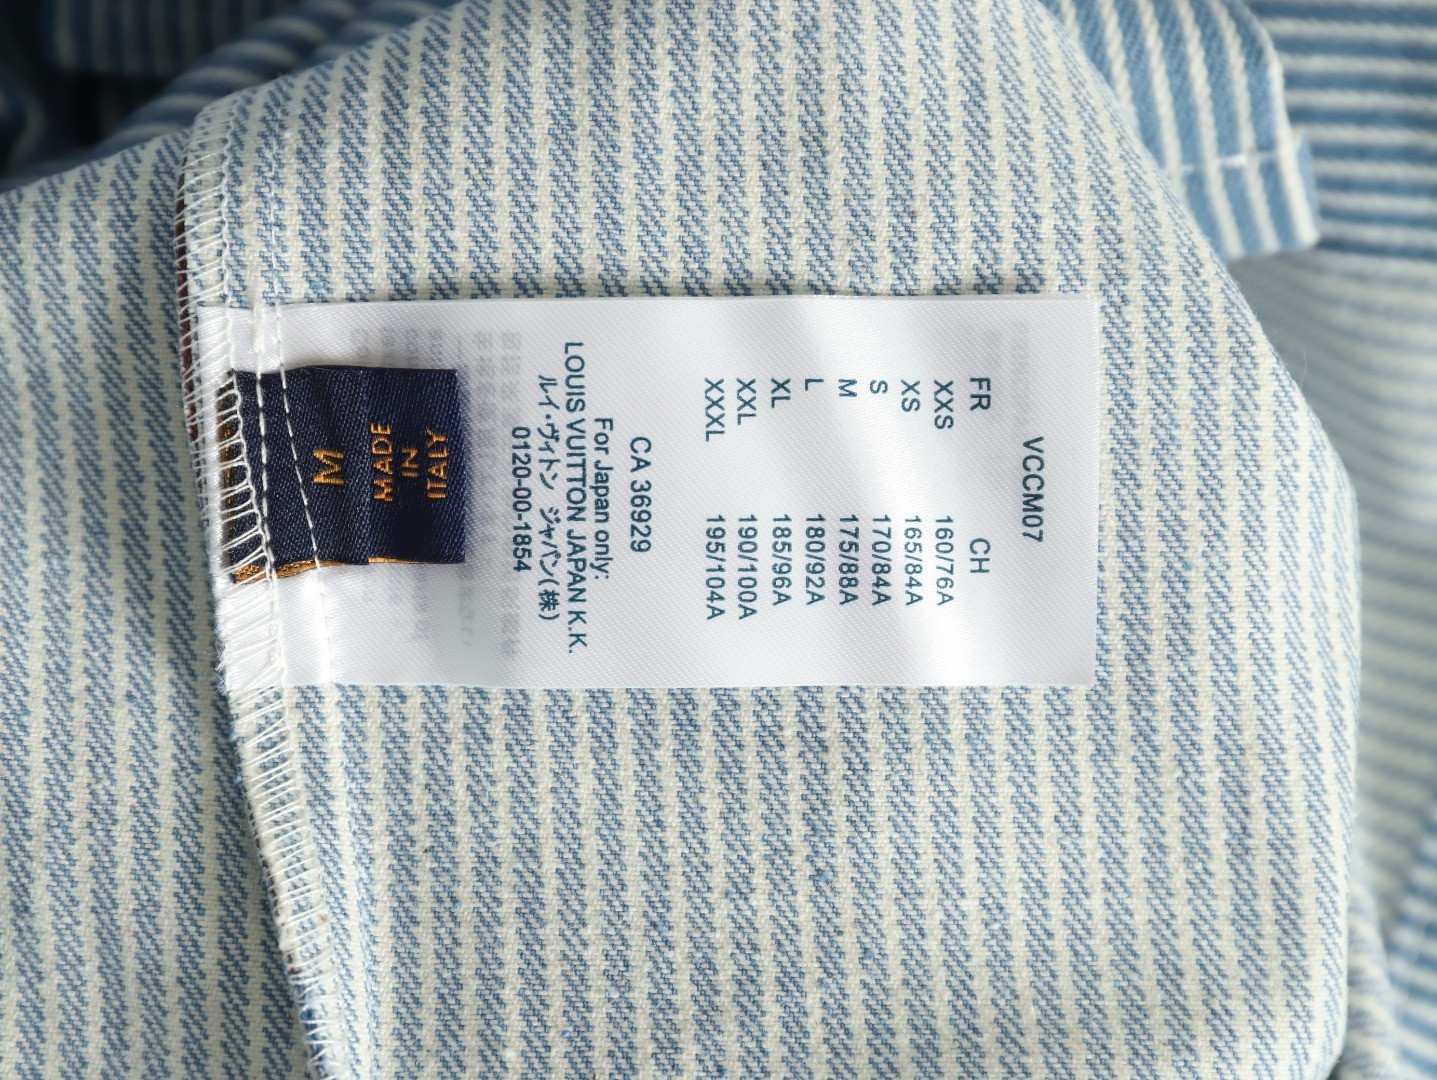 VCCM07
FR CH
XXS 160/76A
XS 165/84A
S 170/84A
M 175/88A
L 180/92A
XL 185/96A
XXL 190/100A
XXXL 195/104A
CA 36929
For Japan only:
LOUIS VUITTON JAPAN K.K.
ルイ・ヴィトン ジャパン(株)
0120-00-1854
M
MADE
IN
ITALY